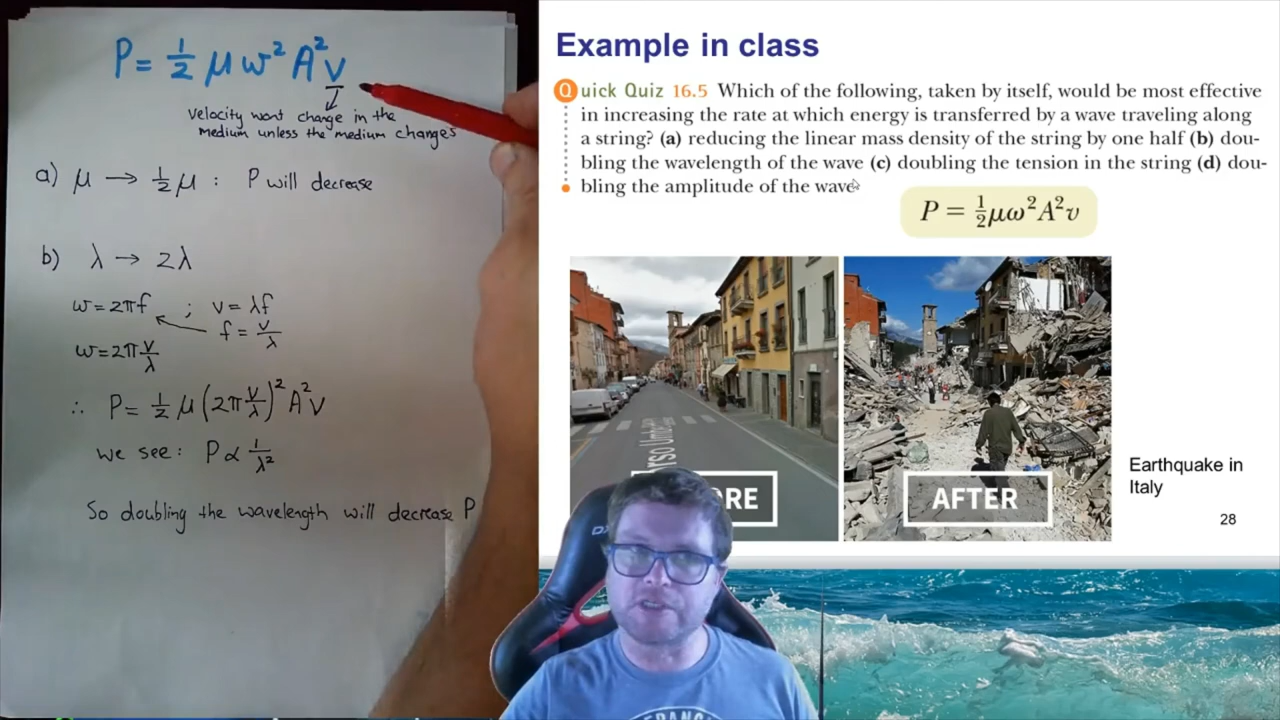 P = ½ μ ω² A² v
Velocity wont change in the
Medium unless the medium changes
a) μ → ½ μ : P will decrease
b) λ → 2λ
ω = 2πf ; v = λf
f = v/λ
ω = 2π v/λ
∴ P = ½ μ (2π v/λ)² A² v
we see: P ∝ 1/λ²
So doubling the wavelength will decrease P
Example in class
Quick Quiz 16.5 Which of the following, taken by itself, would be most effective
in increasing the rate at which energy is transferred by a wave traveling along
a string? (a) reducing the linear mass density of the string by one half (b) dou-
bling the wavelength of the wave (c) doubling the tension in the string (d) dou-
bling the amplitude of the wave
P = ½μω²A²v
ORE
AFTER
Earthquake in
Italy
28